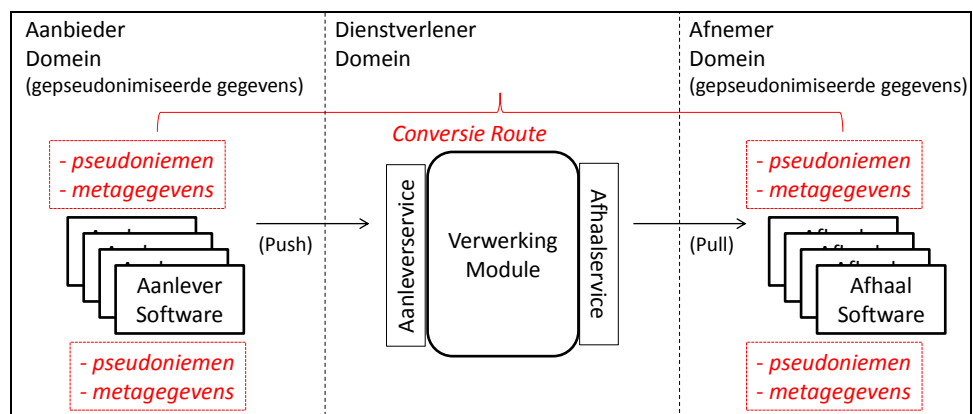 Aanbieder
Domein
(gepseudonimiseerde gegevens)
Dienstverlener
Domein
Afnemer
Domein
(gepseudonimiseerde gegevens)
Conversie Route
- pseudoniemen
- metagegevens
(Push)
Aanlever
Software
- pseudoniemen
- metagegevens
Aanleverservice
Verwerking
Module
Afhaalservice
(Pull)
- pseudoniemen
- metagegevens
Afhaal
Software
- pseudoniemen
- metagegevens